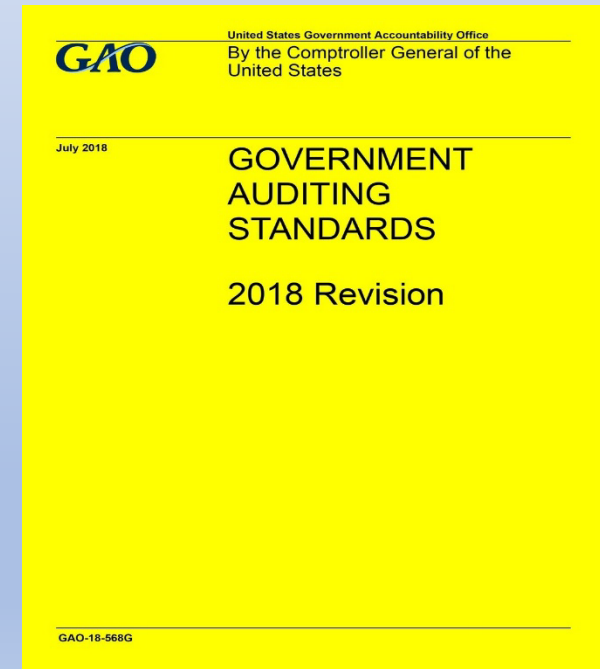 United States Government Accountability Office
GAO
By the Comptroller General of the
United States
July 2018
GOVERNMENT
AUDITING
STANDARDS
2018 Revision
GAO-18-568G